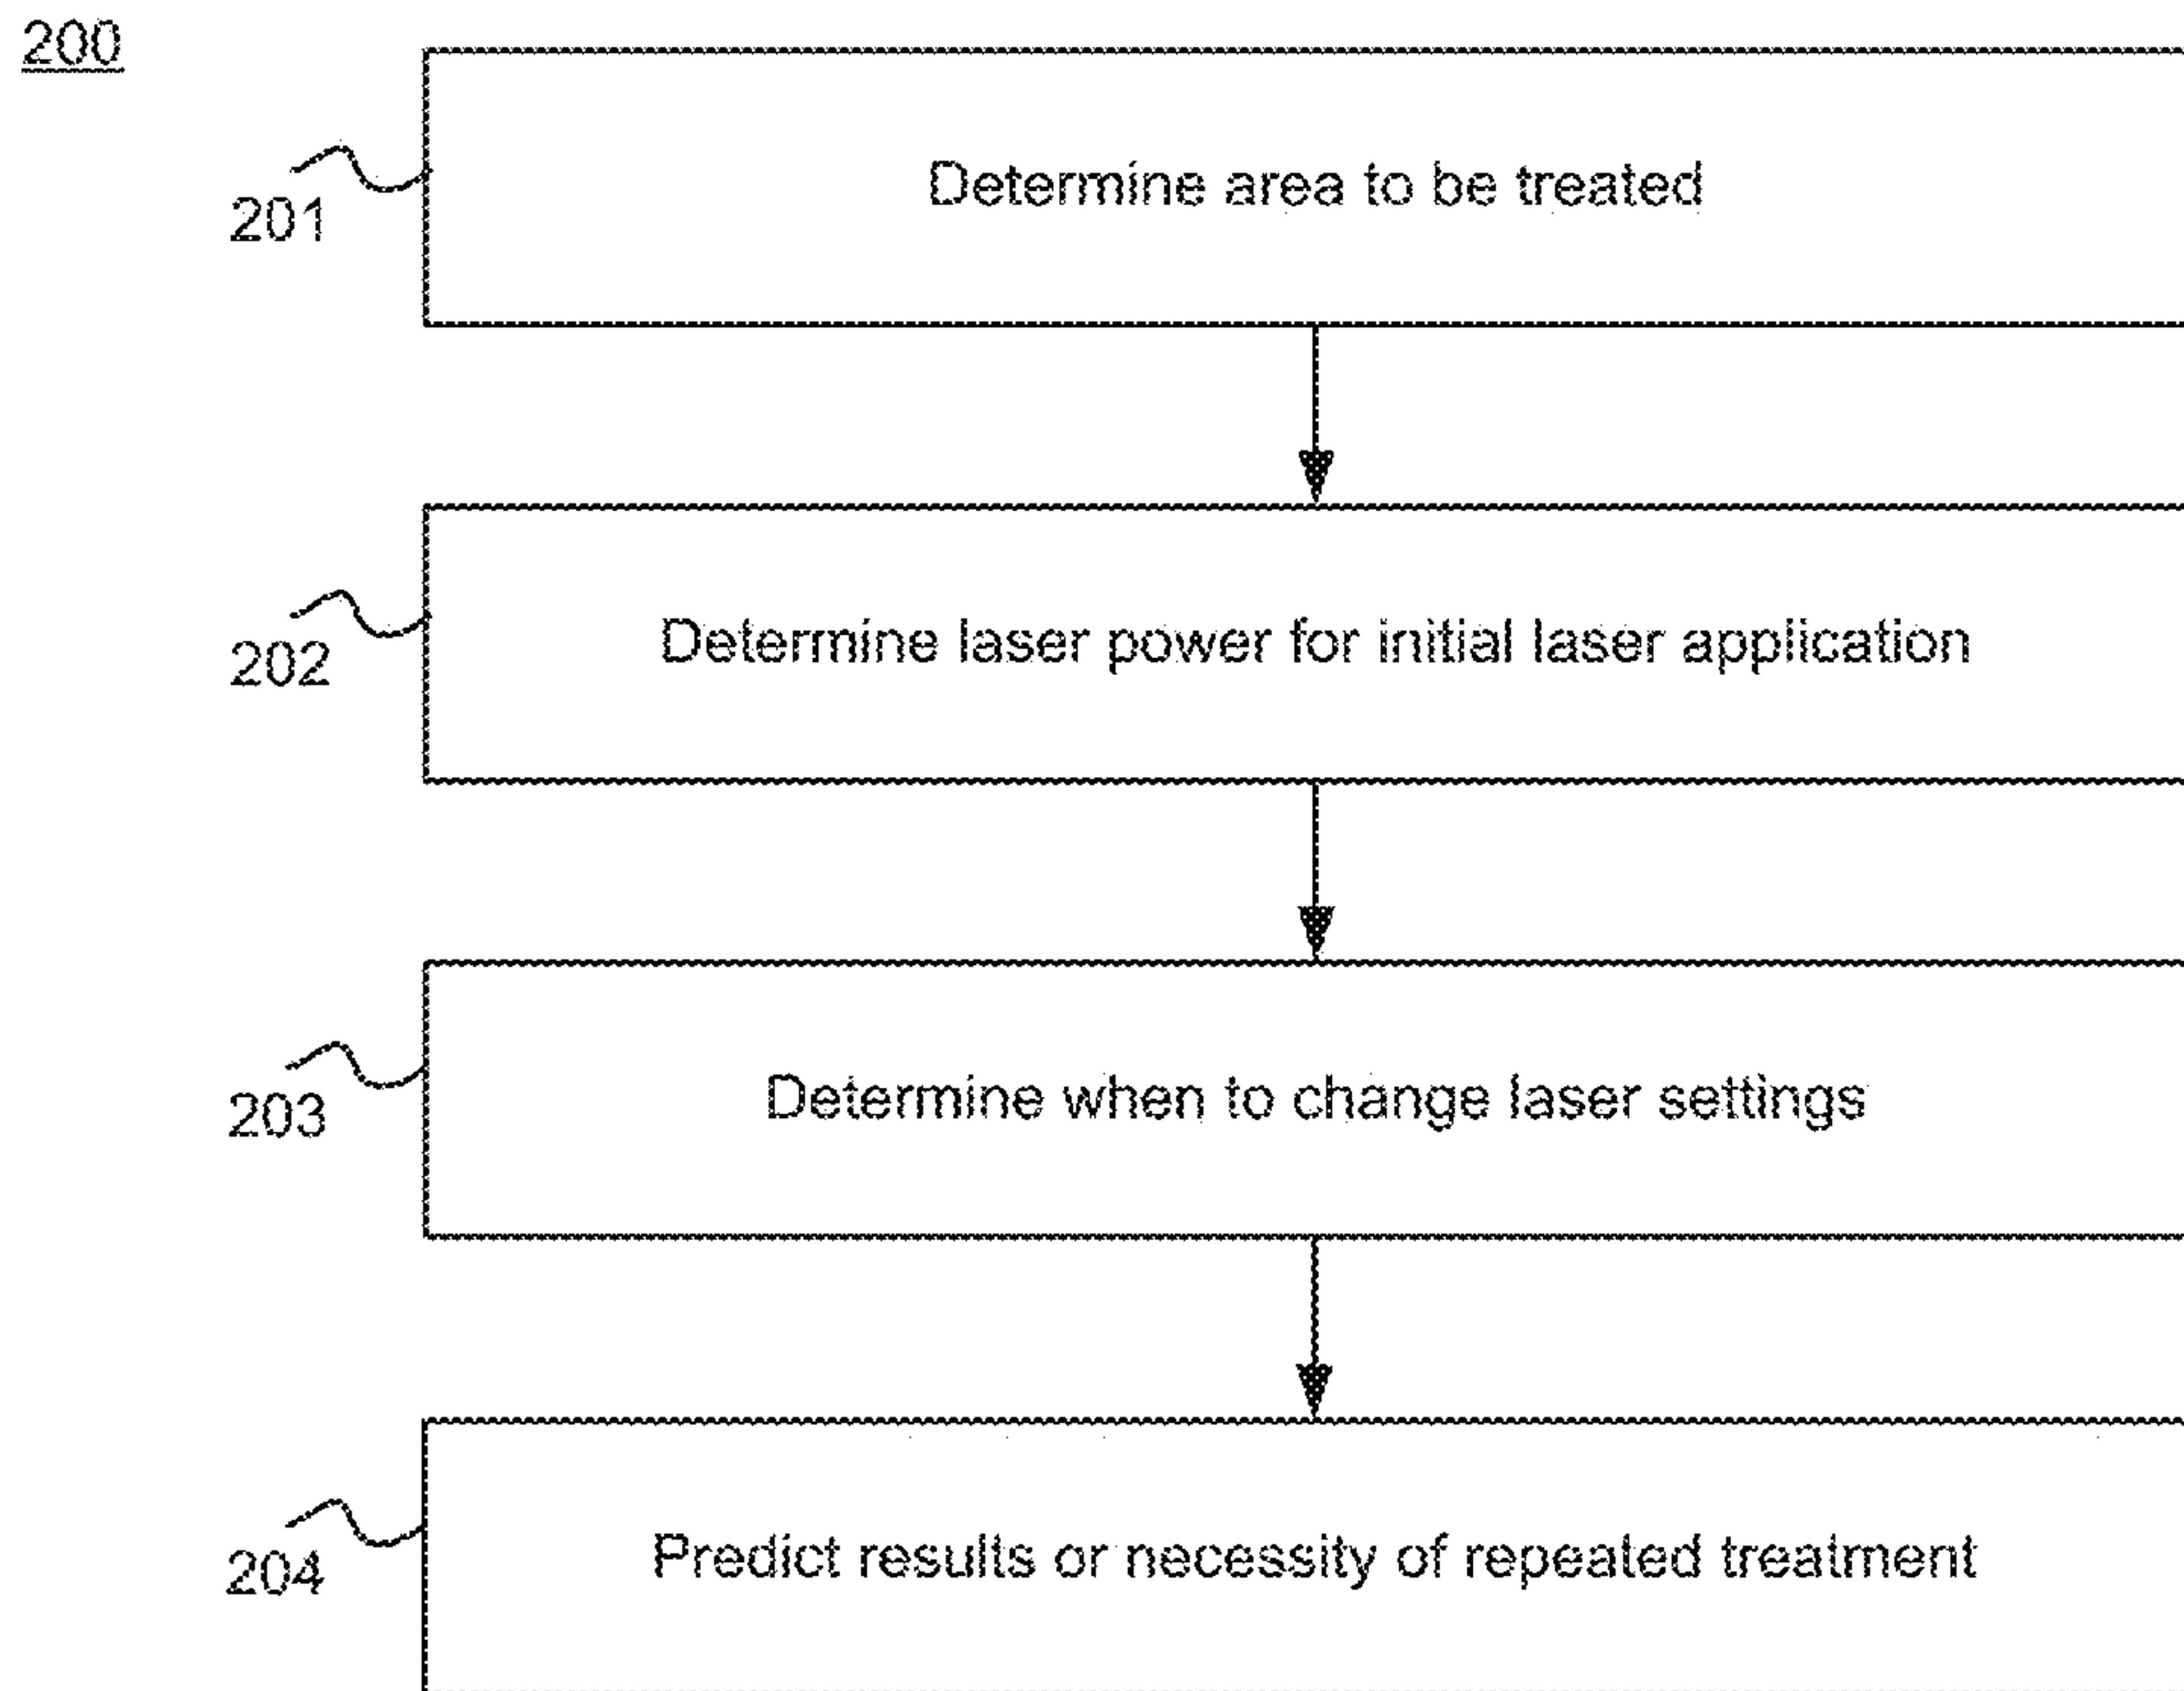 200
Determine area to be treated
201
Determine laser power for initial laser application
202
Determine when to change laser settings
203
Predict results or necessity of repeated treatment
204